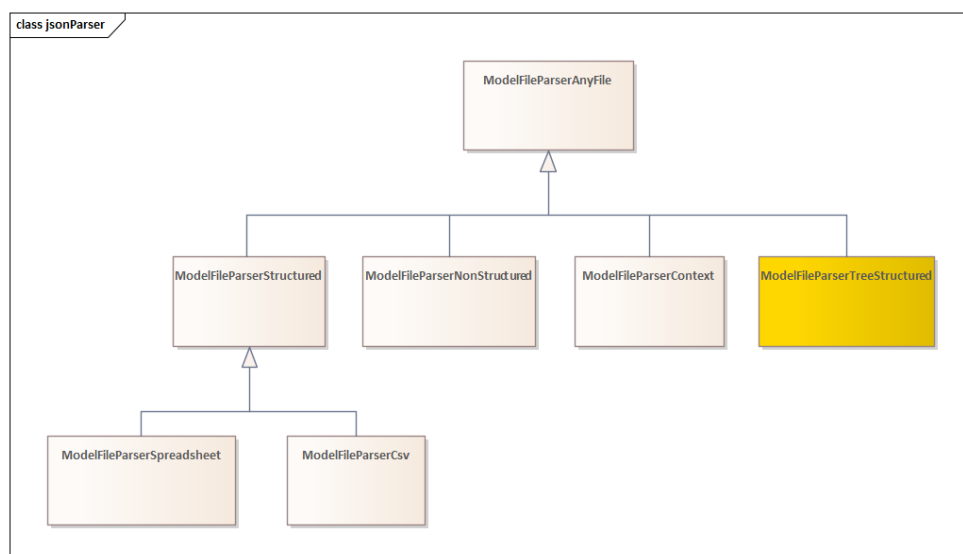 class jsonParser
ModelFileParserAnyFile
ModelFileParserStructured
ModelFileParserNonStructured
ModelFileParserContext
ModelFileParserTreeStructured
ModelFileParserSpreadsheet
ModelFileParserCsv